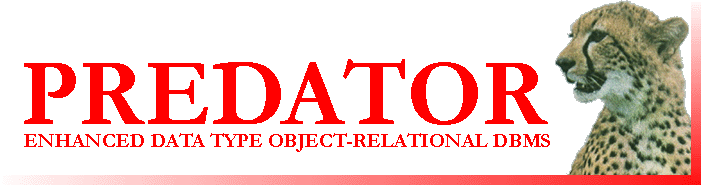 PREDATOR
ENHANCED DATA TYPE OBJECT-RELATIONAL DBMS